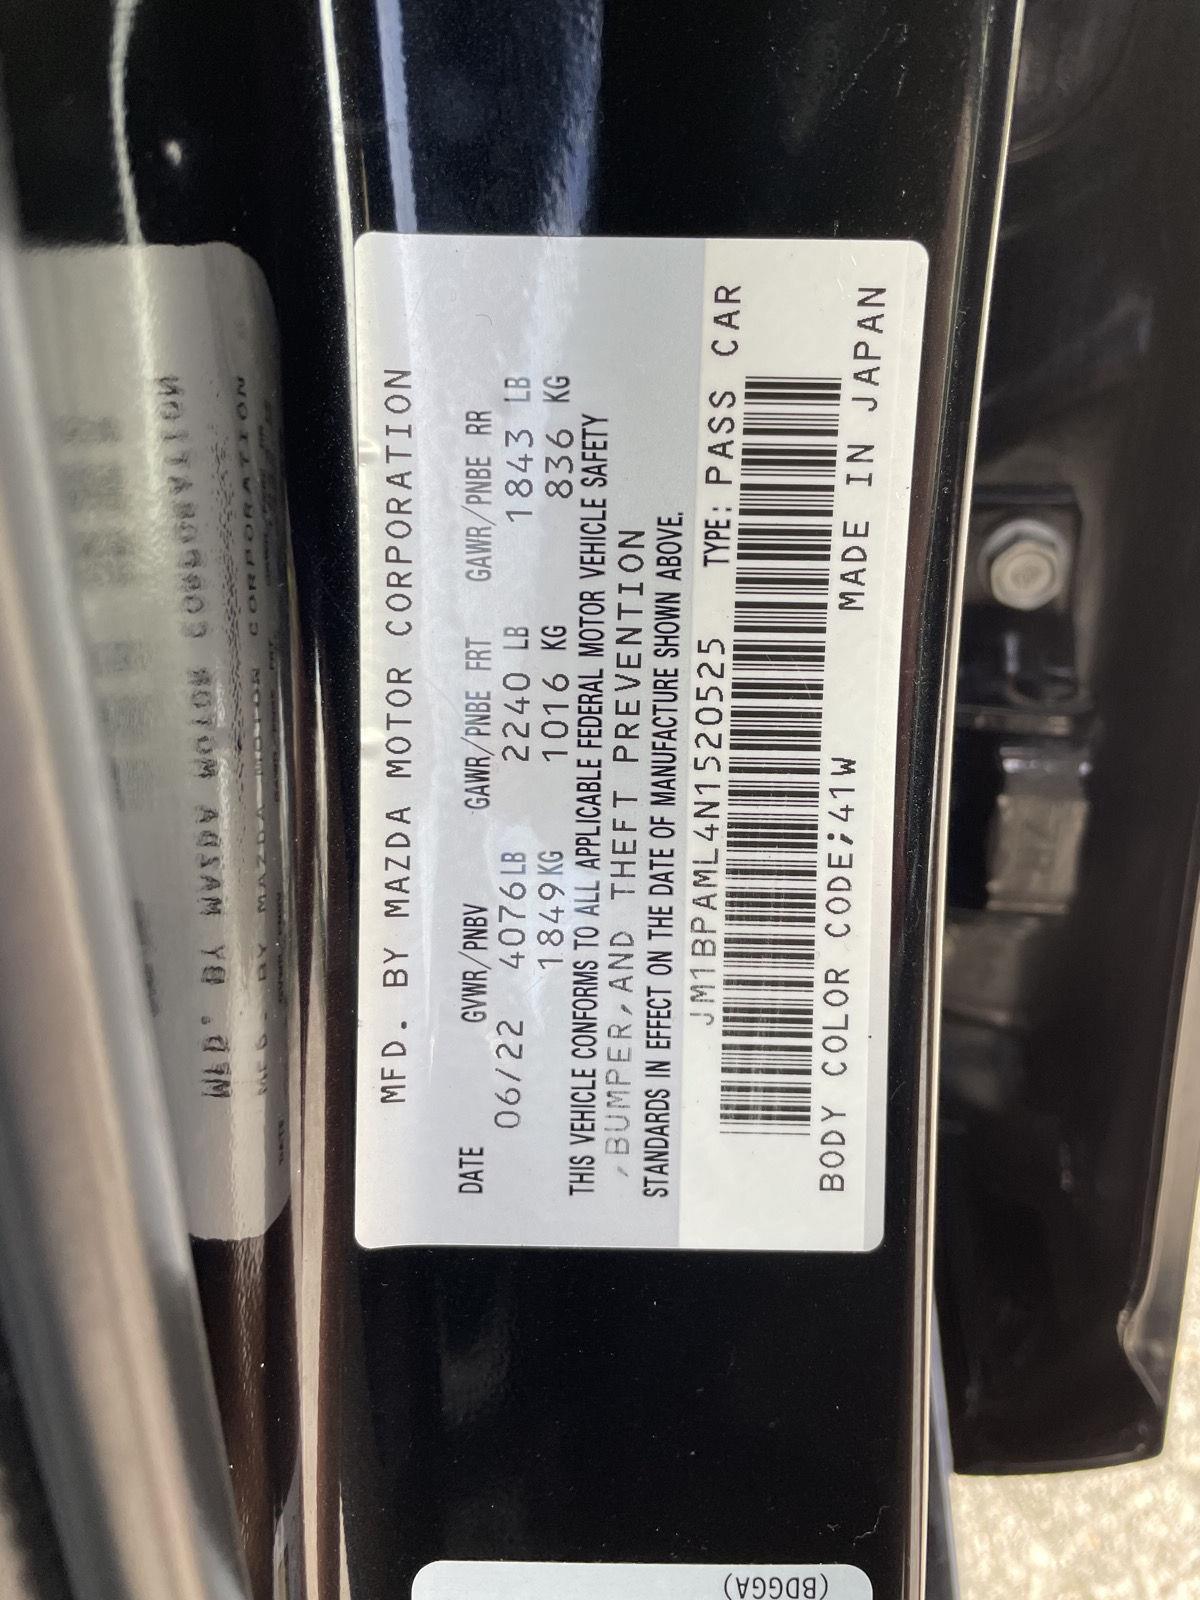 MFD. BY MAZDA MOTOR CORPORATION
DATE GVWR/PNBV GAWR/PNBE FRT GAWR/PNBE RR
06/22 4076LB 2240 LB 1843 LB
1849KG 1016 KG 836 KG
THIS VEHICLE CONFORMS TO ALL APPLICABLE FEDERAL MOTOR VEHICLE SAFETY
,BUMPER,AND THEFT PREVENTION
STANDARDS IN EFFECT ON THE DATE OF MANUFACTURE SHOWN ABOVE.
JM1BPAML4N1520525 TYPE: PASS CAR
BODY COLOR CODE;41W MADE IN JAPAN
(BDGGA)